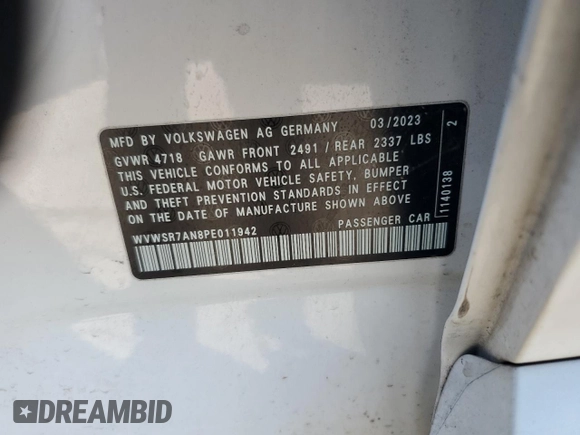 MFD BY VOLKSWAGEN AG GERMANY 03/2023
GVWR 4718 GAWR FRONT 2491 / REAR 2337 LBS
THIS VEHICLE CONFORMS TO ALL APPLICABLE
U.S. FEDERAL MOTOR VEHICLE SAFETY, BUMPER
AND THEFT PREVENTION STANDARDS IN EFFECT
ON THE DATE OF MANUFACTURE SHOWN ABOVE
WVWSR7AN8PE011942 PASSENGER CAR
1140138 2
DREAMBID